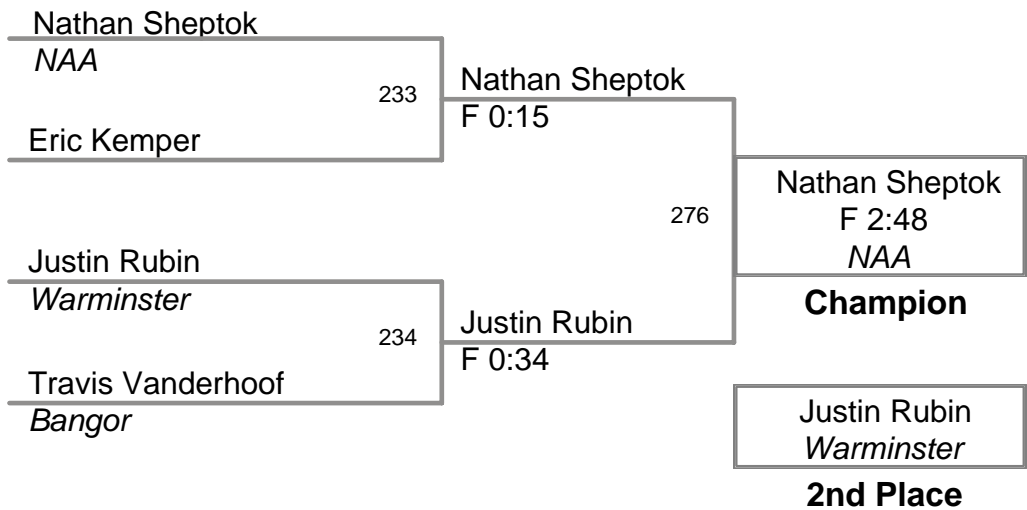 Nathan Sheptok
NAA
233
Eric Kemper
Nathan Sheptok
F 0:15
Justin Rubin
Warminster
234
Travis Vanderhoof
Bangor
Justin Rubin
F 0:34
276
Nathan Sheptok
F 2:48
NAA
Champion
Justin Rubin
Warminster
2nd Place